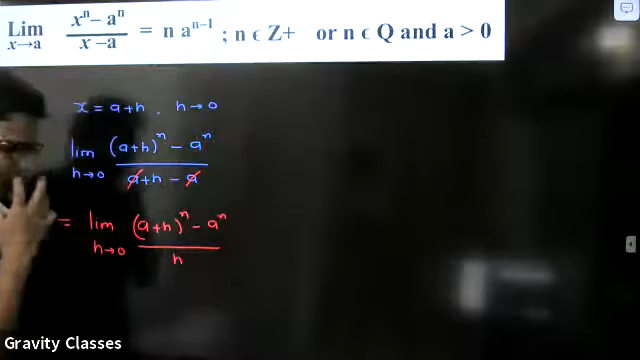 Lim x→a (xⁿ – aⁿ)/(x – a) = n aⁿ⁻¹ ; n ϵ Z+ or n ϵ Q and a > 0
x = a+h . h→0
lim h→0 ((a+h)ⁿ - aⁿ)/(a+h - a)
= lim h→0 ((a+h)ⁿ - aⁿ)/h
Gravity Classes